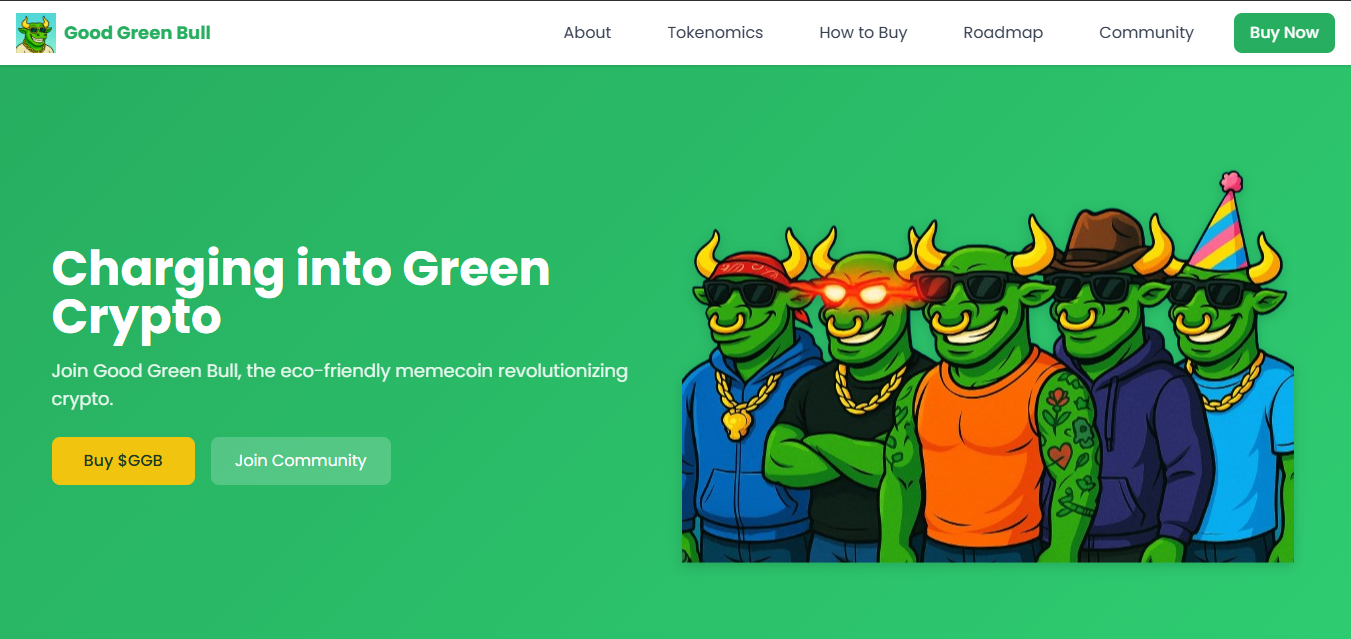 Good Green Bull
About
Tokenomics
How to Buy
Roadmap
Community
Buy Now
Charging into Green
Crypto
Join Good Green Bull, the eco-friendly memecoin revolutionizing
crypto.
Buy $GGB
Join Community